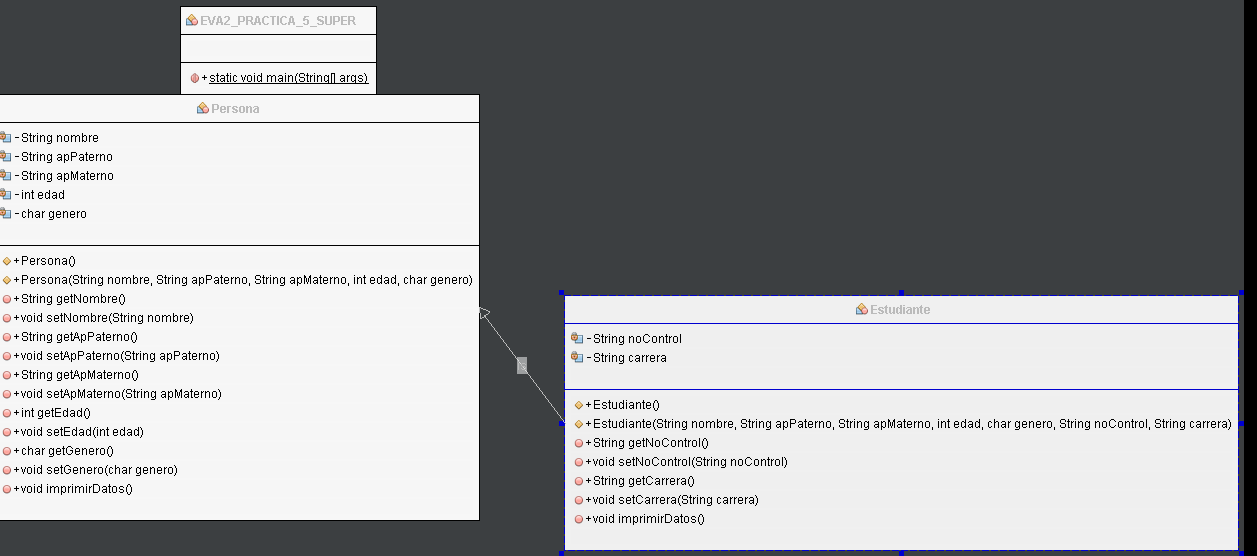 EVA2_PRACTICA_5_SUPER
+static void main(String[] args)
Persona
-String nombre
-String apPaterno
-String apMaterno
-int edad
-char genero
+Persona()
+Persona(String nombre, String apPaterno, String apMaterno, int edad, char genero)
+String getNombre()
+void setNombre(String nombre)
+String getApPaterno()
+void setApPaterno(String apPaterno)
+String getApMaterno()
+void setApMaterno(String apMaterno)
+int getEdad()
+void setEdad(int edad)
+char getGenero()
+void setGenero(char genero)
+void imprimirDatos()
Estudiante
-String noControl
-String carrera
+Estudiante()
+Estudiante(String nombre, String apPaterno, String apMaterno, int edad, char genero, String noControl, String carrera)
+String getNoControl()
+void setNoControl(String noControl)
+String getCarrera()
+void setCarrera(String carrera)
+void imprimirDatos()